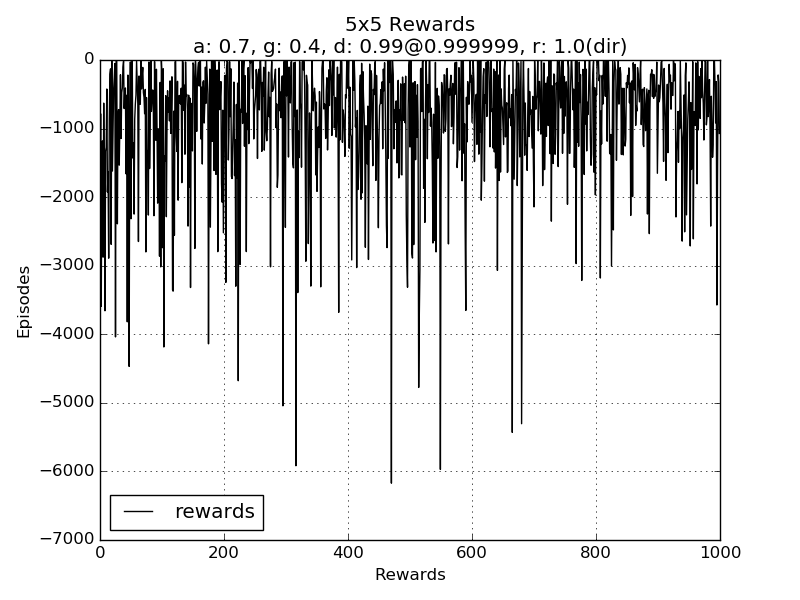 5x5 Rewards
a: 0.7, g: 0.4, d: 0.99@0.999999, r: 1.0(dir)
0
−1000
−2000
−3000
−4000
−5000
−6000
−7000
Episodes
rewards
0 200 400 600 800 1000
Rewards